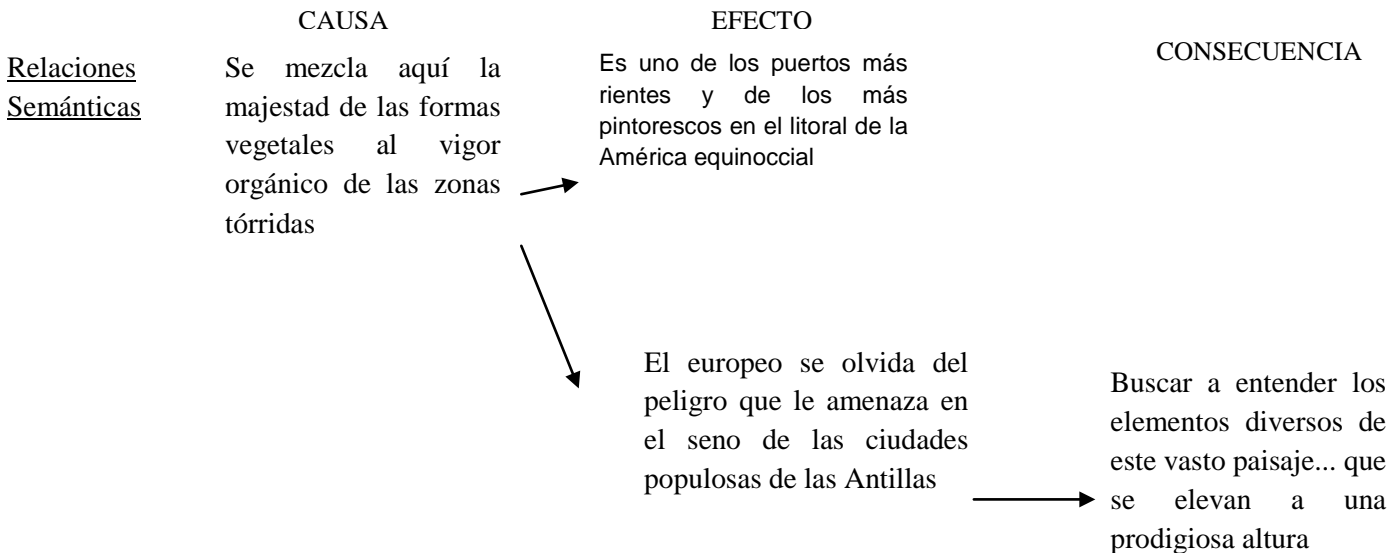 CAUSA
EFECTO
CONSECUENCIA
Relaciones
Semánticas
Se mezcla aquí la
majestad de las formas
vegetales al vigor
orgánico de las zonas
tórridas
Es uno de los puertos más
rientes y de los más
pintorescos en el litoral de la
América equinoccial
El europeo se olvida del
peligro que le amenaza en
el seno de las ciudades
populosas de las Antillas
Buscar a entender los
elementos diversos de
este vasto paisaje... que
se elevan a una
prodigiosa altura